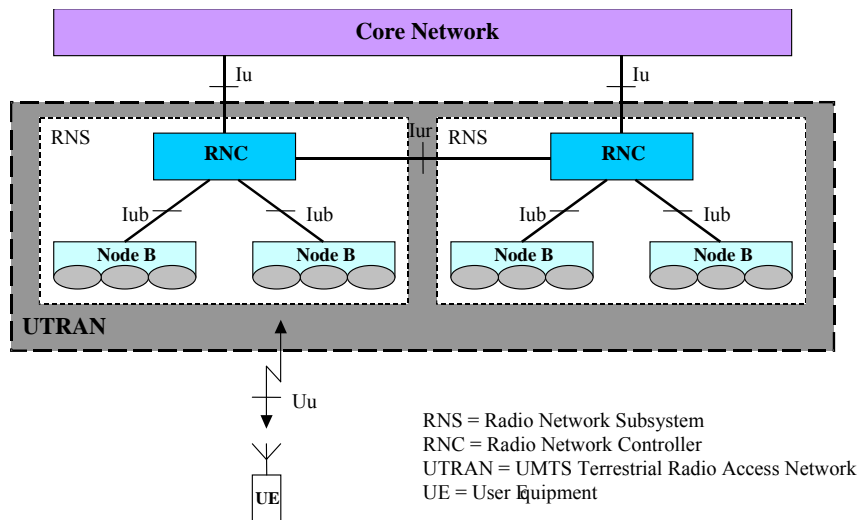 Core Network
Iu
Iu
RNS
Iur
RNS
RNC
RNC
Iub
Iub
Iub
Iub
Node B
Node B
Node B
Node B
UTRAN
Uu
UE
RNS = Radio Network Subsystem
RNC = Radio Network Controller
UTRAN = UMTS Terrestrial Radio Access Network
UE = User Equipment